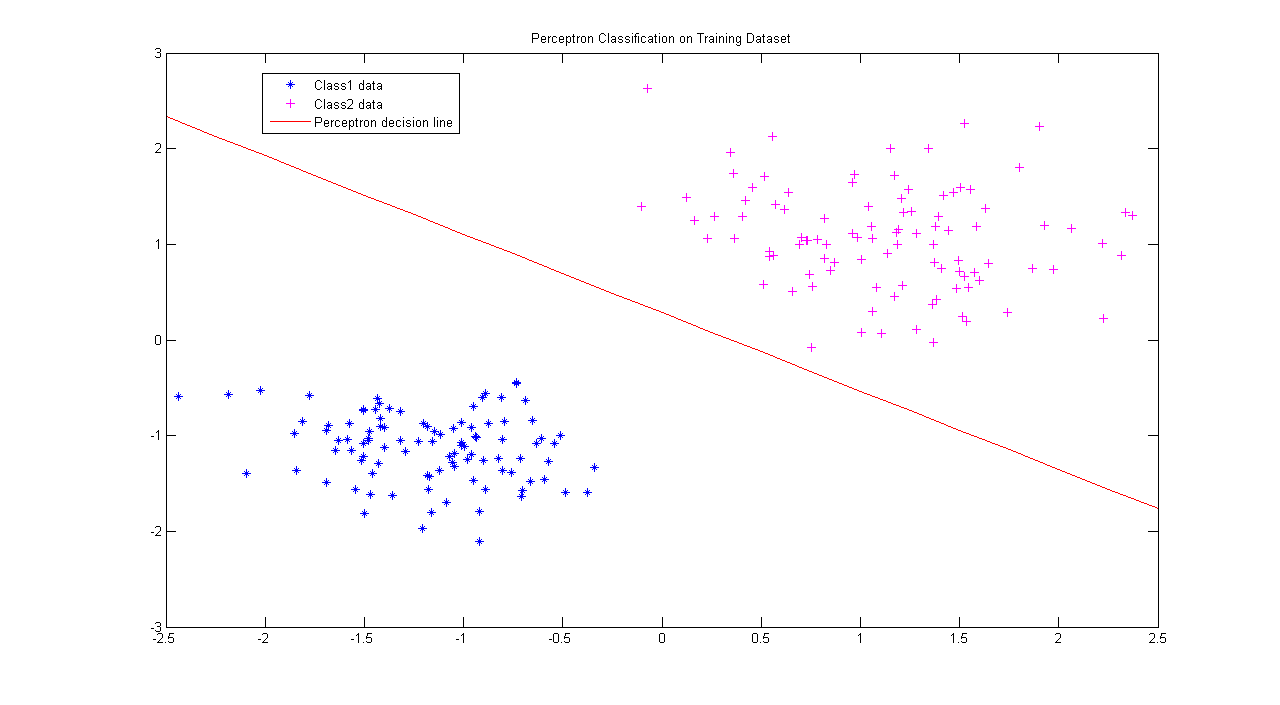 Perceptron Classification on Training Dataset
Class1 data
Class2 data
Perceptron decision line
3
2
1
0
-1
-2
-3
-2.5 -2 -1.5 -1 -0.5 0 0.5 1 1.5 2 2.5